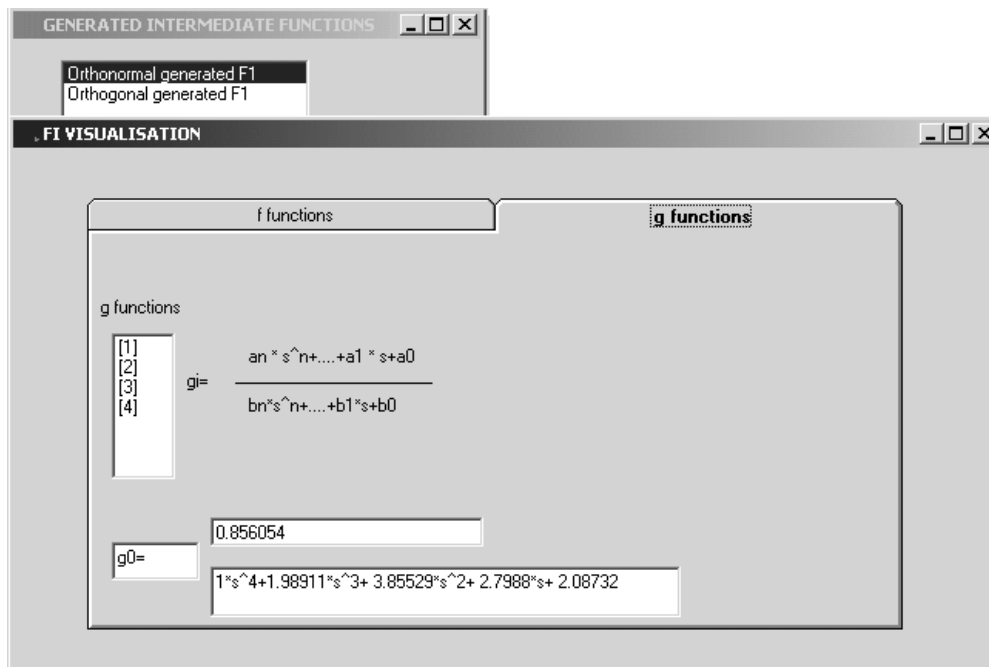 GENERATED INTERMEDIATE FUNCTIONS
Orthonormal generated F1
Orthogonal generated F1
FI VISUALISATION
f functions
g functions
g functions
[1]
[2]
[3]
[4]
gi=
an * s^n+....+a1 * s+a0
bn*s^n+....+b1*s+b0
0.856054
g0=
1*s^4+1.98911*s^3+ 3.85529*s^2+ 2.7988*s+ 2.08732